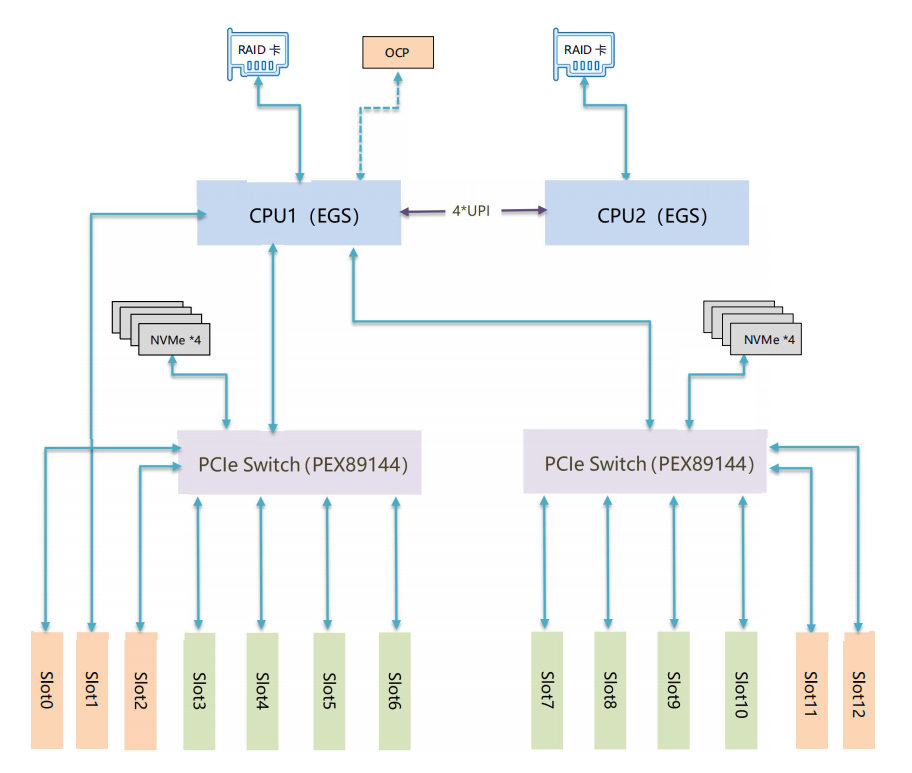 RAID 卡
OCP
RAID 卡
CPU1（EGS）
4*UPI
CPU2（EGS）
NVMe *4
NVMe *4
PCIe Switch（PEX89144）
PCIe Switch（PEX89144）
Slot0
Slot1
Slot2
Slot3
Slot4
Slot5
Slot6
Slot7
Slot8
Slot9
Slot10
Slot11
Slot12